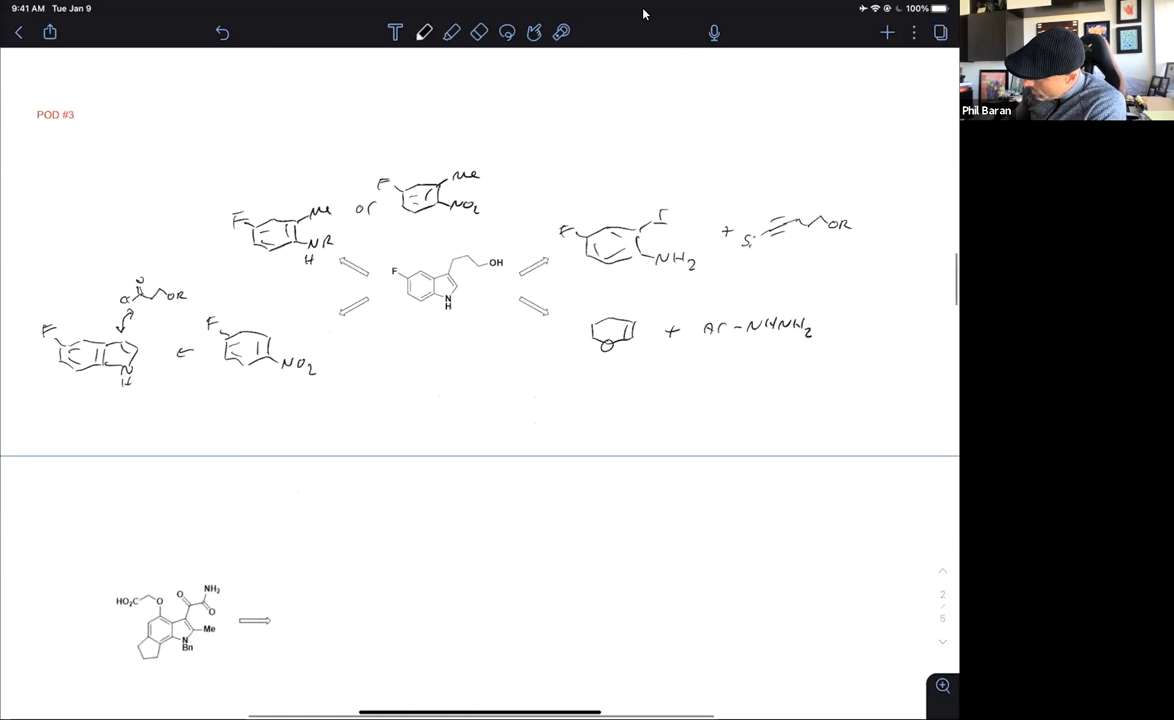 9:41 AM Tue Jan 9
100%
Phil Baran
POD #3
F
Me
NR
H
or
F
Me
NO2
F
I
NH2
+
Si
OR
F
OH
N
H
O
Cl
OR
F
N
H
F
NO2
O
+
Ar-NHNH2
HO2C
O
O
NH2
O
Me
N
Bn
2
/
5